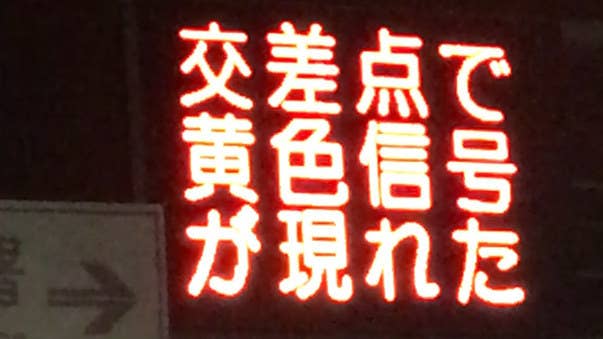 交差点で
黄色信号
が現れた